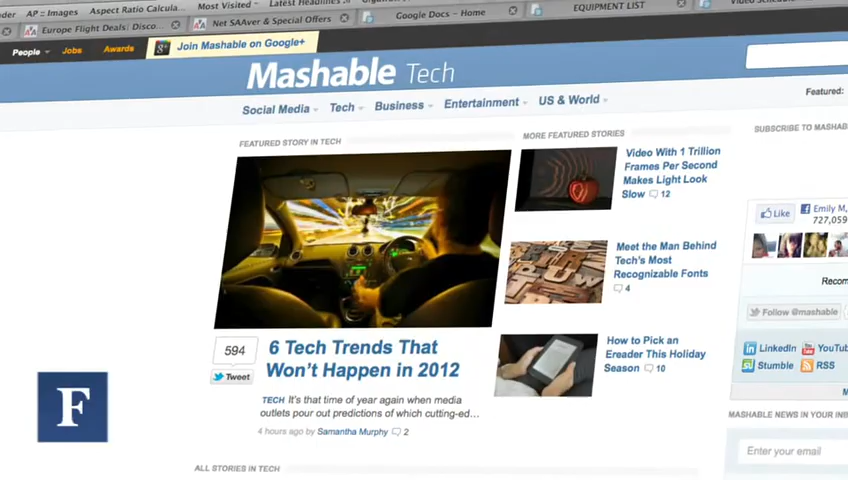 AP :: Images
Aspect Ratio Calcula...
Most Visited
Latest Headlines
Europe Flight Deals; Disco...
Net SAAver & Special Offers
Google Docs - Home
EQUIPMENT LIST
People
Jobs
Awards
Join Mashable on Google+
Mashable Tech
Social Media
Tech
Business
Entertainment
US & World
Featured:
FEATURED STORY IN TECH
594
Tweet
6 Tech Trends That
Won't Happen in 2012
TECH It's that time of year again when media
outlets pour out predictions of which cutting-ed...
4 hours ago by Samantha Murphy 2
ALL STORIES IN TECH
MORE FEATURED STORIES
Video With 1 Trillion
Frames Per Second
Makes Light Look
Slow 12
Meet the Man Behind
Tech's Most
Recognizable Fonts
4
How to Pick an
Ereader This Holiday
Season 10
SUBSCRIBE TO MASHAB
Like
Emily M,
727,059
Recom
Follow @mashable
LinkedIn
YouTub
Stumble
RSS
MASHABLE NEWS IN YOUR INB
Enter your email
F